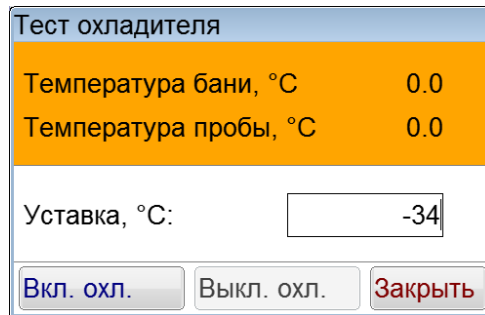 Тест охладителя
Температура бани, °C 0.0
Температура пробы, °C 0.0
Уставка, °C: -34
Вкл. охл. Выкл. охл. Закрыть